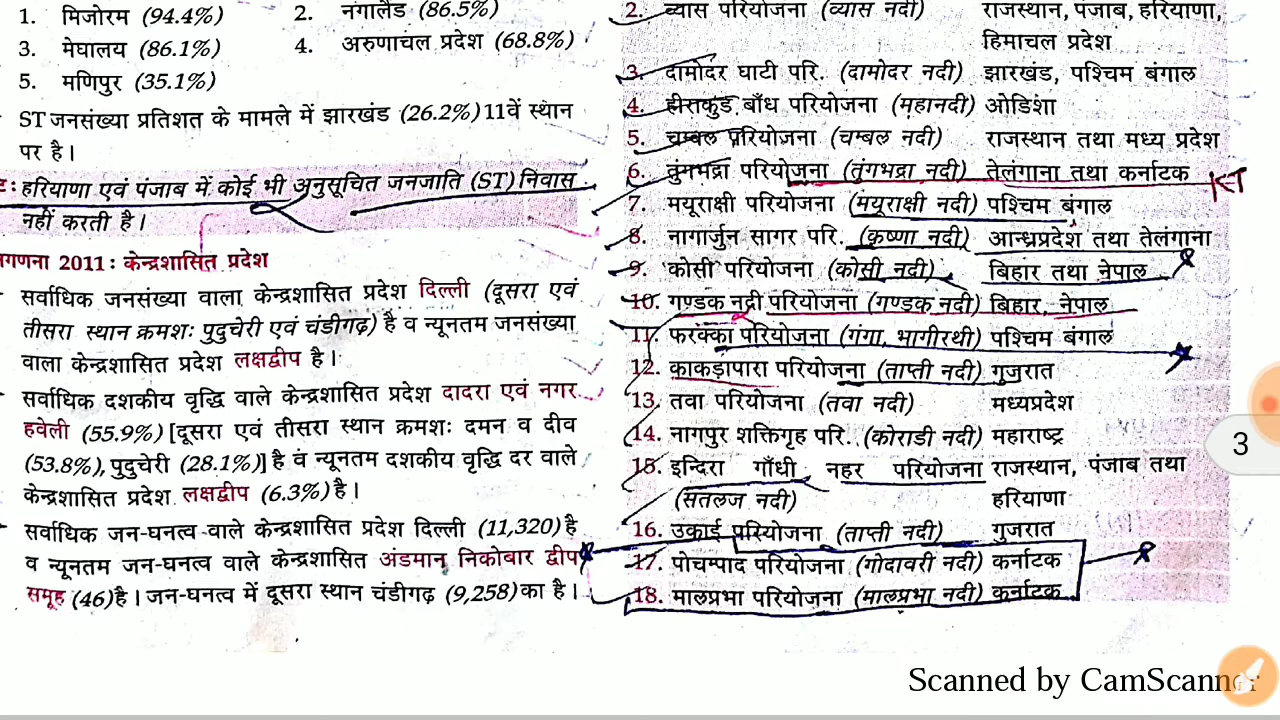 1. मिजोरम (94.4%) 2. नगालैंड (86.5%)
3. मेघालय (86.1%) 4. अरुणाचल प्रदेश (68.8%)
5. मणिपुर (35.1%)
ST जनसंख्या प्रतिशत के मामले में झारखंड (26.2%) 11वें स्थान
पर है।
ट : हरियाणा एवं पंजाब में कोई भी अनुसूचित जनजाति (ST) निवास
नहीं करती है।
गणना 2011 : केन्द्रशासित प्रदेश
सर्वाधिक जनसंख्या वाला केन्द्रशासित प्रदेश दिल्ली (दूसरा एवं
तीसरा स्थान क्रमशः पुदुचेरी एवं चंडीगढ़) है व न्यूनतम जनसंख्या
वाला केन्द्रशासित प्रदेश लक्षद्वीप है।
सर्वाधिक दशकीय वृद्धि वाले केन्द्रशासित प्रदेश दादरा एवं नगर
हवेली (55.9%) [दूसरा एवं तीसरा स्थान क्रमशः दमन व दीव
(53.8%), पुदुचेरी (28.1%)] है वं न्यूनतम दशकीय वृद्धि दर वाले
केन्द्रशासित प्रदेश लक्षद्वीप (6.3%) है।
सर्वाधिक जन-घनत्व वाले केन्द्रशासित प्रदेश दिल्ली (11,320) है
व न्यूनतम जन-घनत्व वाले केन्द्रशासित अंडमान निकोबार द्वीप
समूह (46) है। जन-घनत्व में दूसरा स्थान चंडीगढ़ (9,258) का है।
2. व्यास परियोजना (व्यास नदी) राजस्थान, पंजाब, हरियाणा,
हिमाचल प्रदेश
3. दामोदर घाटी परि. (दामोदर नदी) झारखंड, पश्चिम बंगाल
4. हीराकुंड बाँध परियोजना (महानदी) ओडिशा
5. चम्बल परियोजना (चम्बल नदी) राजस्थान तथा मध्य प्रदेश
6. तुंगभद्रा परियोजना (तुंगभद्रा नदी) तेलंगाना तथा कर्नाटक KT
7. मयूराक्षी परियोजना (मयूराक्षी नदी) पश्चिम बंगाल
8. नागार्जुन सागर परि. (कृष्णा नदी) आन्ध्रप्रदेश तथा तेलंगाना
9. कोसी परियोजना (कोसी नदी) बिहार तथा नेपाल
10. गण्डक नदी परियोजना (गण्डक नदी) बिहार, नेपाल
11. फरक्का परियोजना (गंगा, भागीरथी) पश्चिम बंगाल
12. काकड़ापारा परियोजना (ताप्ती नदी) गुजरात
13. तवा परियोजना (तवा नदी) मध्यप्रदेश
14. नागपुर शक्तिगृह परि. (कोराडी नदी) महाराष्ट्र
15. इन्दिरा गाँधी नहर परियोजना राजस्थान, पंजाब तथा
(सतलज नदी) हरियाणा
16. उकाई परियोजना (ताप्ती नदी) गुजरात
17. पोचम्पाद परियोजना (गोदावरी नदी) कर्नाटक
18. मालप्रभा परियोजना (मालप्रभा नदी) कर्नाटक
3
Scanned by CamScanner